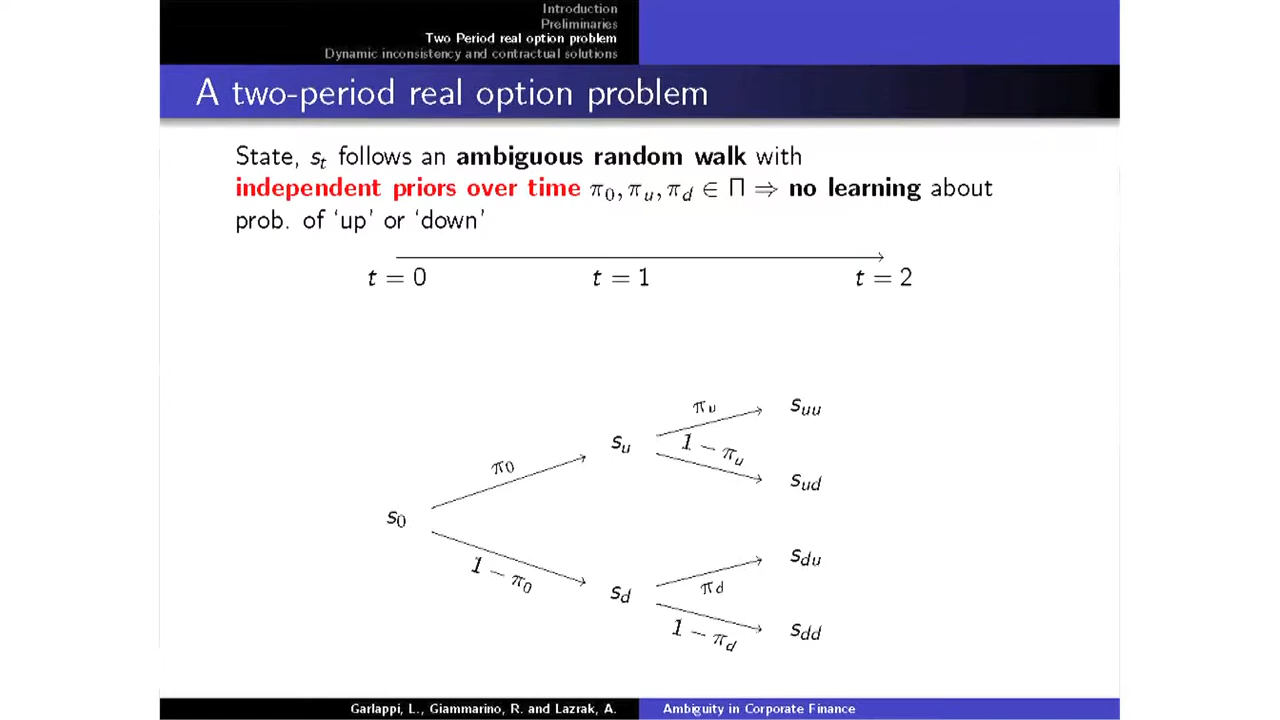 Introduction
Preliminaries
Two Period real option problem
Dynamic inconsistency and contractual solutions
A two-period real option problem
State, s_t follows an ambiguous random walk with
independent priors over time π_0, π_u, π_d ∈ Π ⇒ no learning about
prob. of ‘up’ or ‘down’
t = 0 t = 1 t = 2
π_u s_uu
s_u 1 − π_u
π_0 s_ud
s_0
s_du
1 − π_0 s_d π_d
1 − π_d s_dd
Garlappi, L., Giammarino, R. and Lazrak, A. Ambiguity in Corporate Finance